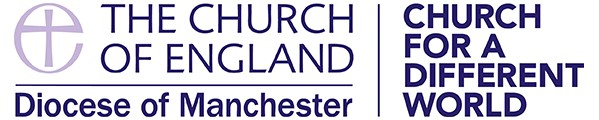 THE CHURCH
OF ENGLAND
Diocese of Manchester
CHURCH
FOR A
DIFFERENT
WORLD